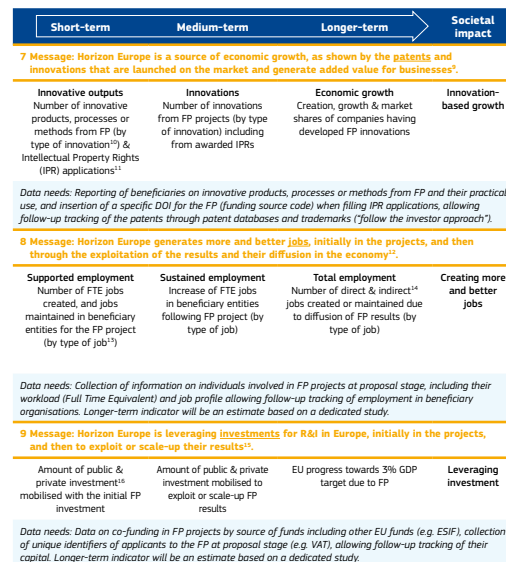 Short-term Medium-term Longer-term Societal impact
7 Message: Horizon Europe is a source of economic growth, as shown by the patents and
innovations that are launched on the market and generate added value for businesses⁹.
Innovative outputs
Number of innovative
products, processes or
methods from FP (by
type of innovation¹⁰) &
Intellectual Property Rights
(IPR) applications¹¹
Innovations
Number of innovations
from FP projects (by type
of innovation) including
from awarded IPRs
Economic growth
Creation, growth & market
shares of companies having
developed FP innovations
Innovation-
based growth
Data needs: Reporting of beneficiaries on innovative products, processes or methods from FP and their practical
use, and insertion of a specific DOI for the FP (funding source code) when filling IPR applications, allowing
follow-up tracking of the patents through patent databases and trademarks (“follow the investor approach”).
8 Message: Horizon Europe generates more and better jobs, initially in the projects, and then
through the exploitation of the results and their diffusion in the economy¹².
Supported employment
Number of FTE jobs
created, and jobs
maintained in beneficiary
entities for the FP project
(by type of job¹³)
Sustained employment
Increase of FTE jobs
in beneficiary entities
following FP project (by
type of job)
Total employment
Number of direct & indirect¹⁴
jobs created or maintained due
to diffusion of FP results (by
type of job)
Creating more
and better
jobs
Data needs: Collection of information on individuals involved in FP projects at proposal stage, including their
workload (Full Time Equivalent) and job profile allowing follow-up tracking of employment in beneficiary
organisations. Longer-term indicator will be an estimate based on a dedicated study.
9 Message: Horizon Europe is leveraging investments for R&I in Europe, initially in the projects,
and then to exploit or scale-up their results¹⁵.
Amount of public &
private investment¹⁶
mobilised with the initial FP
investment
Amount of public & private
investment mobilised to
exploit or scale-up FP
results
EU progress towards 3% GDP
target due to FP
Leveraging
investment
Data needs: Data on co-funding in FP projects by source of funds including other EU funds (e.g. ESIF), collection
of unique identifiers of applicants to the FP at proposal stage (e.g. VAT), allowing follow-up tracking of their
capital. Longer-term indicator will be an estimate based on a dedicated study.